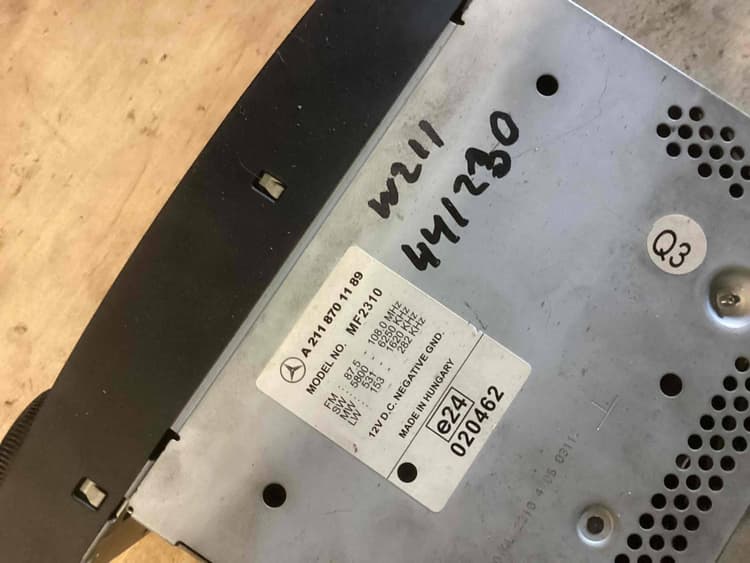 W211
441230
Q3
A 211 870 11 89
MODEL NO. MF2310
FM : 87.5 - 108.0 MHz
SW : 5800 - 6250 KHz
MW : 531 - 1620 KHz
LW : 153 - 282 KHz
12V D.C. NEGATIVE GND.
MADE IN HUNGARY
e24
020462